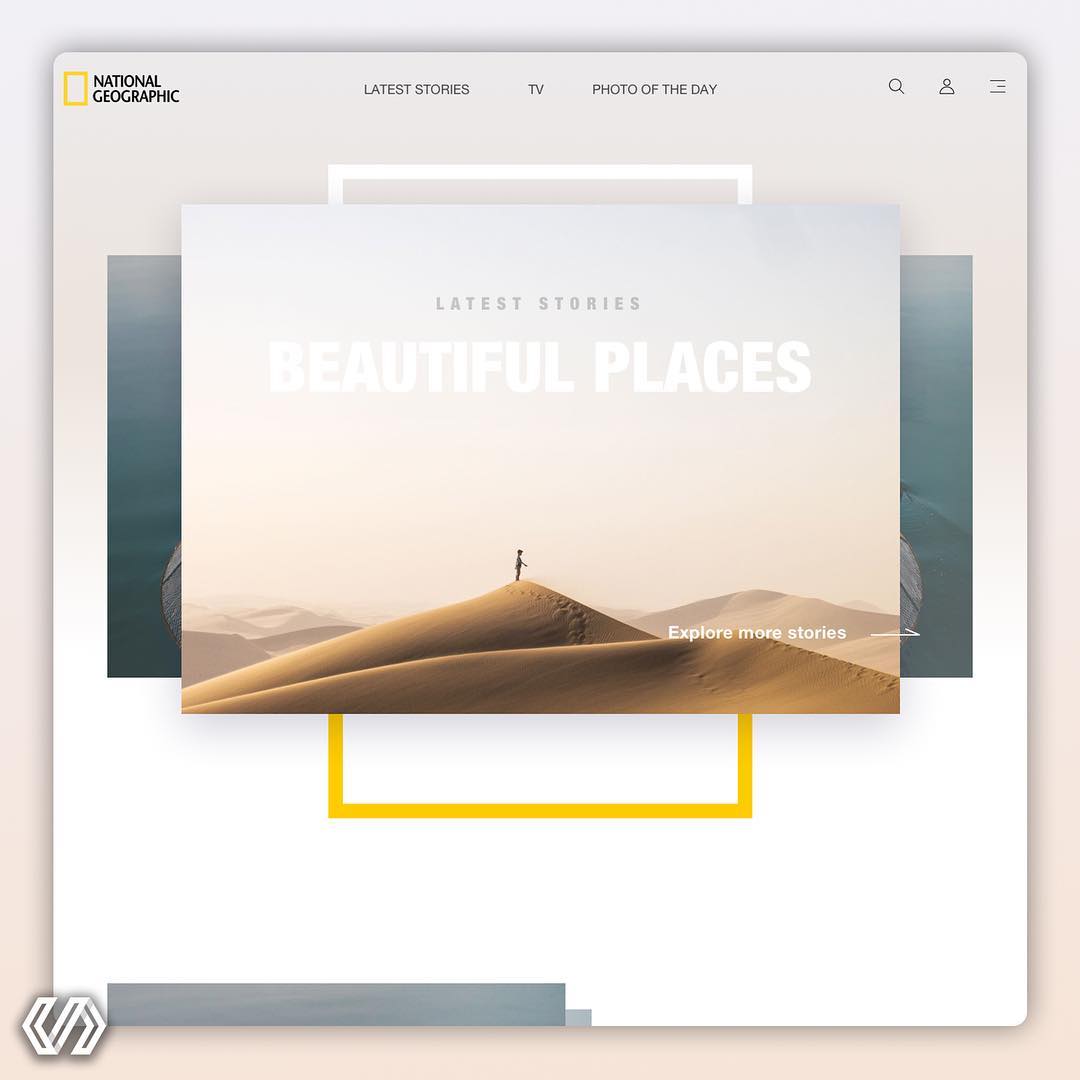 NATIONAL
GEOGRAPHIC
LATEST STORIES
TV
PHOTO OF THE DAY
LATEST STORIES
BEAUTIFUL PLACES
Explore more stories